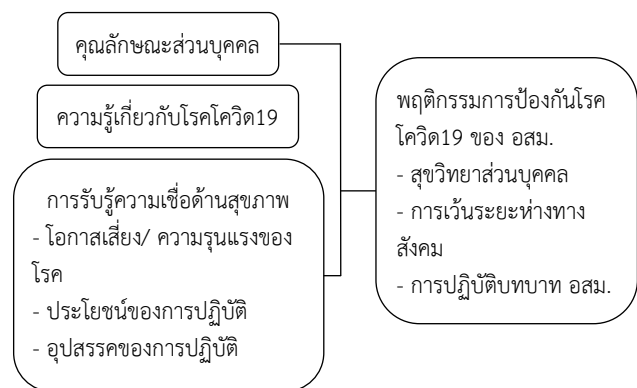 คุณลักษณะส่วนบุคคล
ความรู้เกี่ยวกับโรคโควิด19
การรับรู้ความเชื่อด้านสุขภาพ
- โอกาสเสี่ยง/ ความรุนแรงของ
โรค
- ประโยชน์ของการปฏิบัติ
- อุปสรรคของการปฏิบัติ
พฤติกรรมการป้องกันโรค
โควิด19 ของ อสม.
- สุขวิทยาส่วนบุคคล
- การเว้นระยะห่างทาง
สังคม
- การปฏิบัติบทบาท อสม.